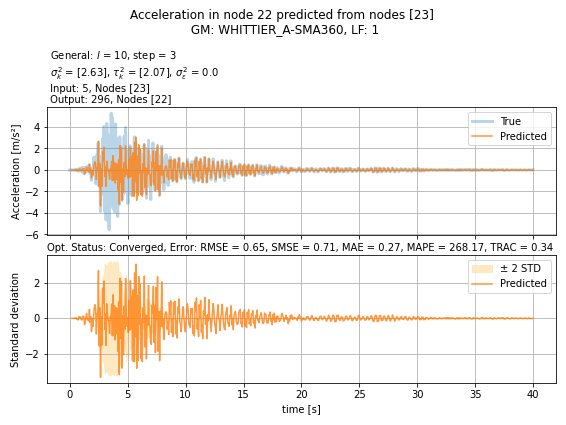 Acceleration in node 22 predicted from nodes [23]
GM: WHITTIER_A-SMA360, LF: 1
General: l = 10, step = 3
σ²ₖ = [2.63], τ²ₖ = [2.07], σ²ε = 0.0
Input: 5, Nodes [23]
Output: 296, Nodes [22]
Acceleration [m/s²]
4
2
0
−2
−4
−6
True
Predicted
Opt. Status: Converged, Error: RMSE = 0.65, SMSE = 0.71, MAE = 0.27, MAPE = 268.17, TRAC = 0.34
Standard deviation
2
0
−2
± 2 STD
Predicted
0 5 10 15 20 25 30 35 40
time [s]